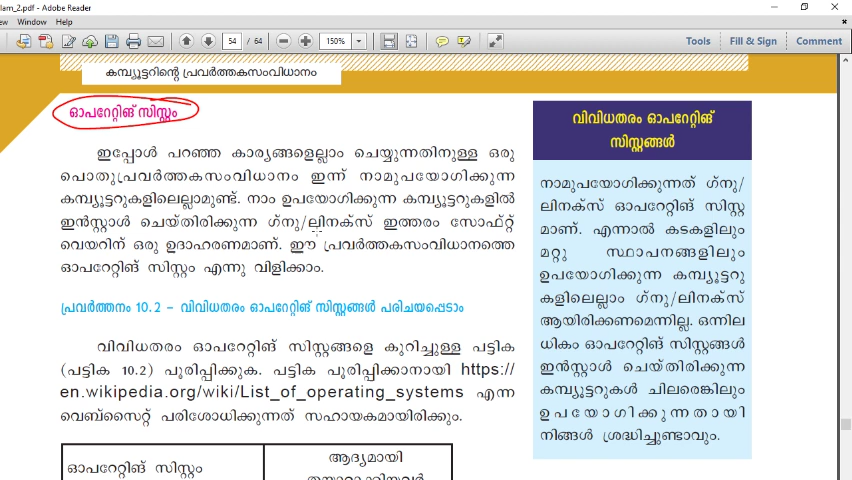 lam_2.pdf - Adobe Reader
ew Window Help
54 / 64 150% Tools Fill & Sign Comment
കമ്പ്യൂട്ടറിന്റെ പ്രവർത്തകസംവിധാനം
ഓപറേറ്റിങ് സിസ്റ്റം
ഇപ്പോൾ പറഞ്ഞ കാര്യങ്ങളെല്ലാം ചെയ്യുന്നതിനുള്ള ഒരു
പൊതുപ്രവർത്തകസംവിധാനം ഇന്ന് നാമുപയോഗിക്കുന്ന
കമ്പ്യൂട്ടറുകളിലെല്ലാമുണ്ട്. നാം ഉപയോഗിക്കുന്ന കമ്പ്യൂട്ടറുകളിൽ
ഇൻസ്റ്റാൾ ചെയ്തിരിക്കുന്ന ഗ്നു/ലിനക്സ് ഇത്തരം സോഫ്റ്റ്
വെയറിന് ഒരു ഉദാഹരണമാണ്. ഈ പ്രവർത്തകസംവിധാനത്തെ
ഓപറേറ്റിങ് സിസ്റ്റം എന്നു വിളിക്കാം.
പ്രവർത്തനം 10.2 – വിവിധതരം ഓപറേറ്റിങ് സിസ്റ്റങ്ങൾ പരിചയപ്പെടാം
വിവിധതരം ഓപറേറ്റിങ് സിസ്റ്റങ്ങളെ കുറിച്ചുള്ള പട്ടിക
(പട്ടിക 10.2) പൂരിപ്പിക്കുക. പട്ടിക പൂരിപ്പിക്കാനായി https://
en.wikipedia.org/wiki/List_of_operating_systems എന്ന
വെബ്സൈറ്റ് പരിശോധിക്കുന്നത് സഹായകമായിരിക്കും.
ഓപറേറ്റിങ് സിസ്റ്റം
ആദ്യമായി
തയാറാക്കിയവർ
വിവിധതരം ഓപറേറ്റിങ്
സിസ്റ്റങ്ങൾ
നാമുപയോഗിക്കുന്നത് ഗ്നു/
ലിനക്സ് ഓപറേറ്റിങ് സിസ്റ്റ
മാണ്. എന്നാൽ കടകളിലും
മറ്റു സ്ഥാപനങ്ങളിലും
ഉപയോഗിക്കുന്ന കമ്പ്യൂട്ടറു
കളിലെല്ലാം ഗ്നു/ലിനക്സ്
ആയിരിക്കണമെന്നില്ല. ഒന്നില
ധികം ഓപറേറ്റിങ് സിസ്റ്റങ്ങൾ
ഇൻസ്റ്റാൾ ചെയ്തിരിക്കുന്ന
കമ്പ്യൂട്ടറുകൾ ചിലരെങ്കിലും
ഉപയോഗിക്കുന്നതായി
നിങ്ങൾ ശ്രദ്ധിച്ചുണ്ടാവും.